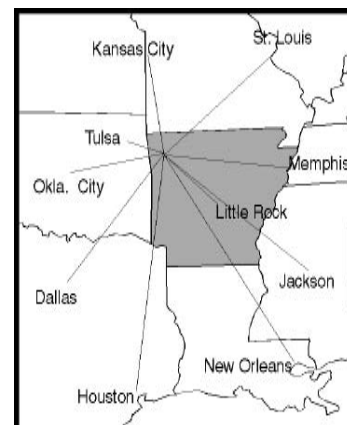 St. Louis
Kansas City
Tulsa
Memphis
Okla. City
Little Rock
Jackson
Dallas
New Orleans
Houston